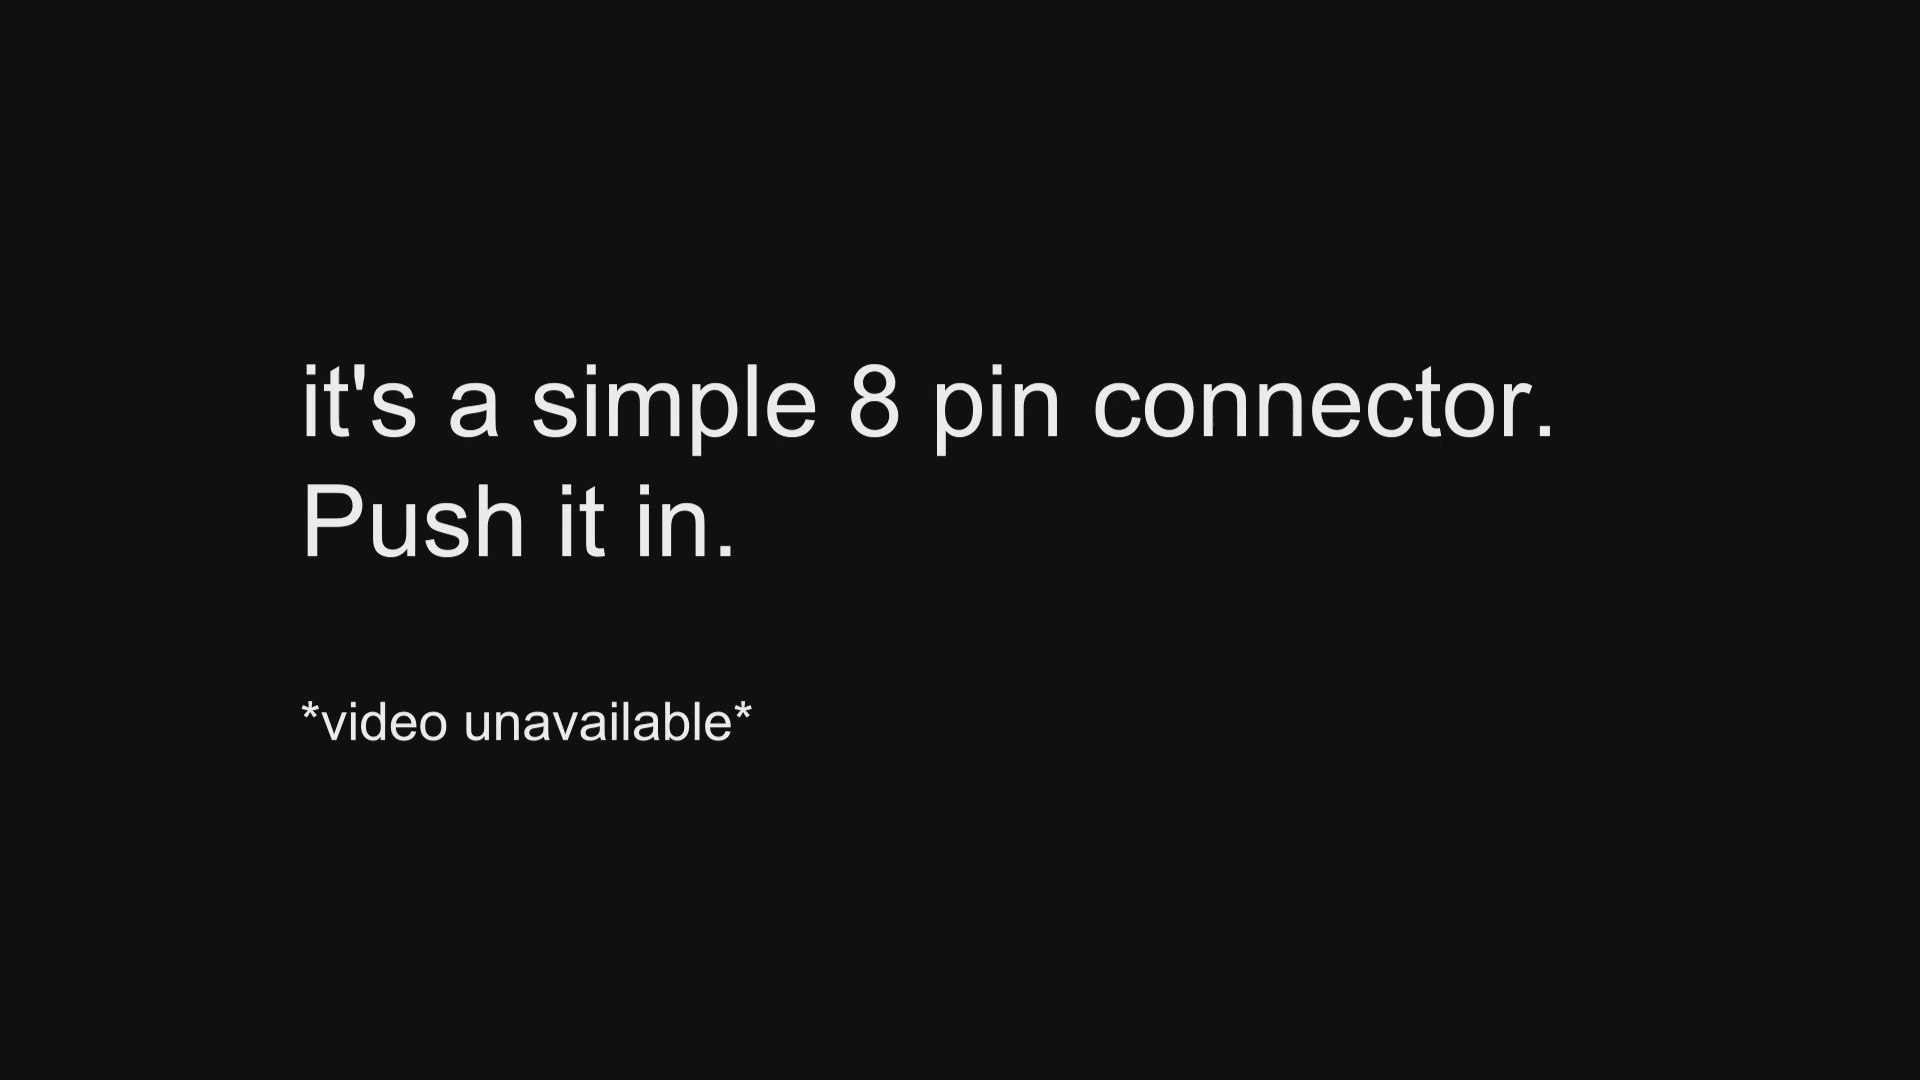 it's a simple 8 pin connector.
Push it in.
*video unavailable*